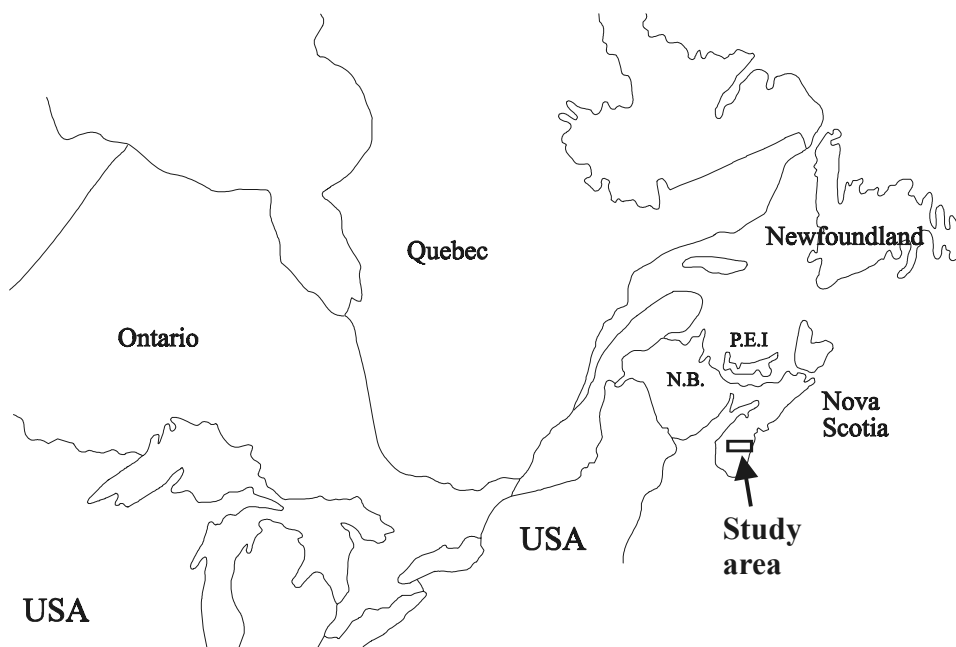 Quebec
Newfoundland
Ontario
P.E.I
N.B.
Nova
Scotia
Study
area
USA
USA